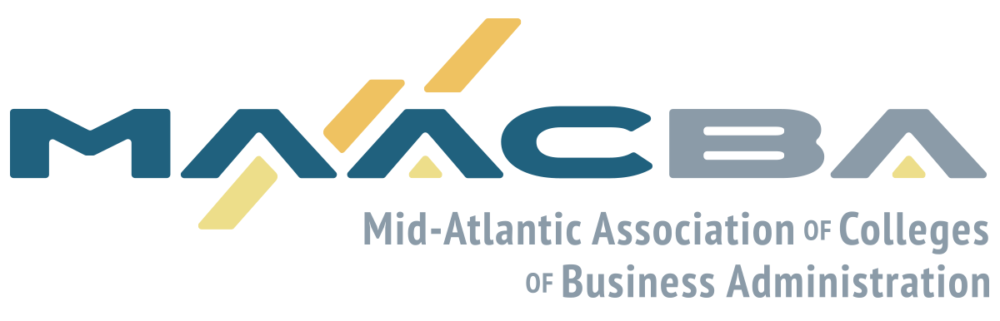 MAACBA
Mid-Atlantic Association OF Colleges
OF Business Administration